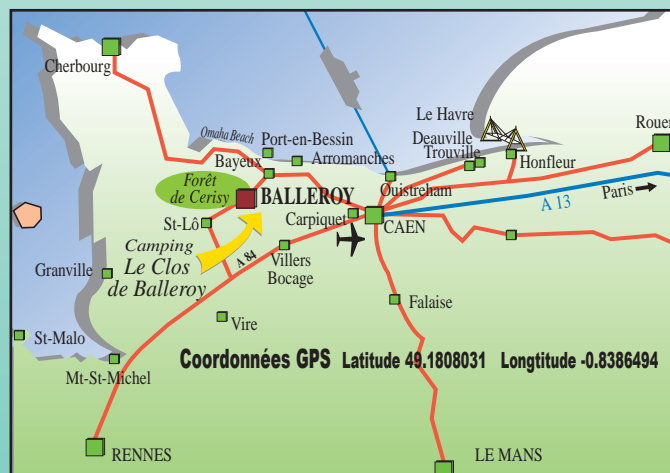 Cherbourg
Le Havre
Deauville
Trouville
Rouen
Omaha Beach
Port-en-Bessin
Arromanches
Honfleur
Bayeux
Forêt
de Cerisy
BALLEROY
Ouistreham
Paris
A 13
Carpiquet
CAEN
St-Lô
Camping
Le Clos
de Balleroy
A 84
Villers
Bocage
Granville
Falaise
Vire
St-Malo
Coordonnées GPS Latitude 49.1808031 Longtitude -0.8386494
Mt-St-Michel
RENNES
LE MANS